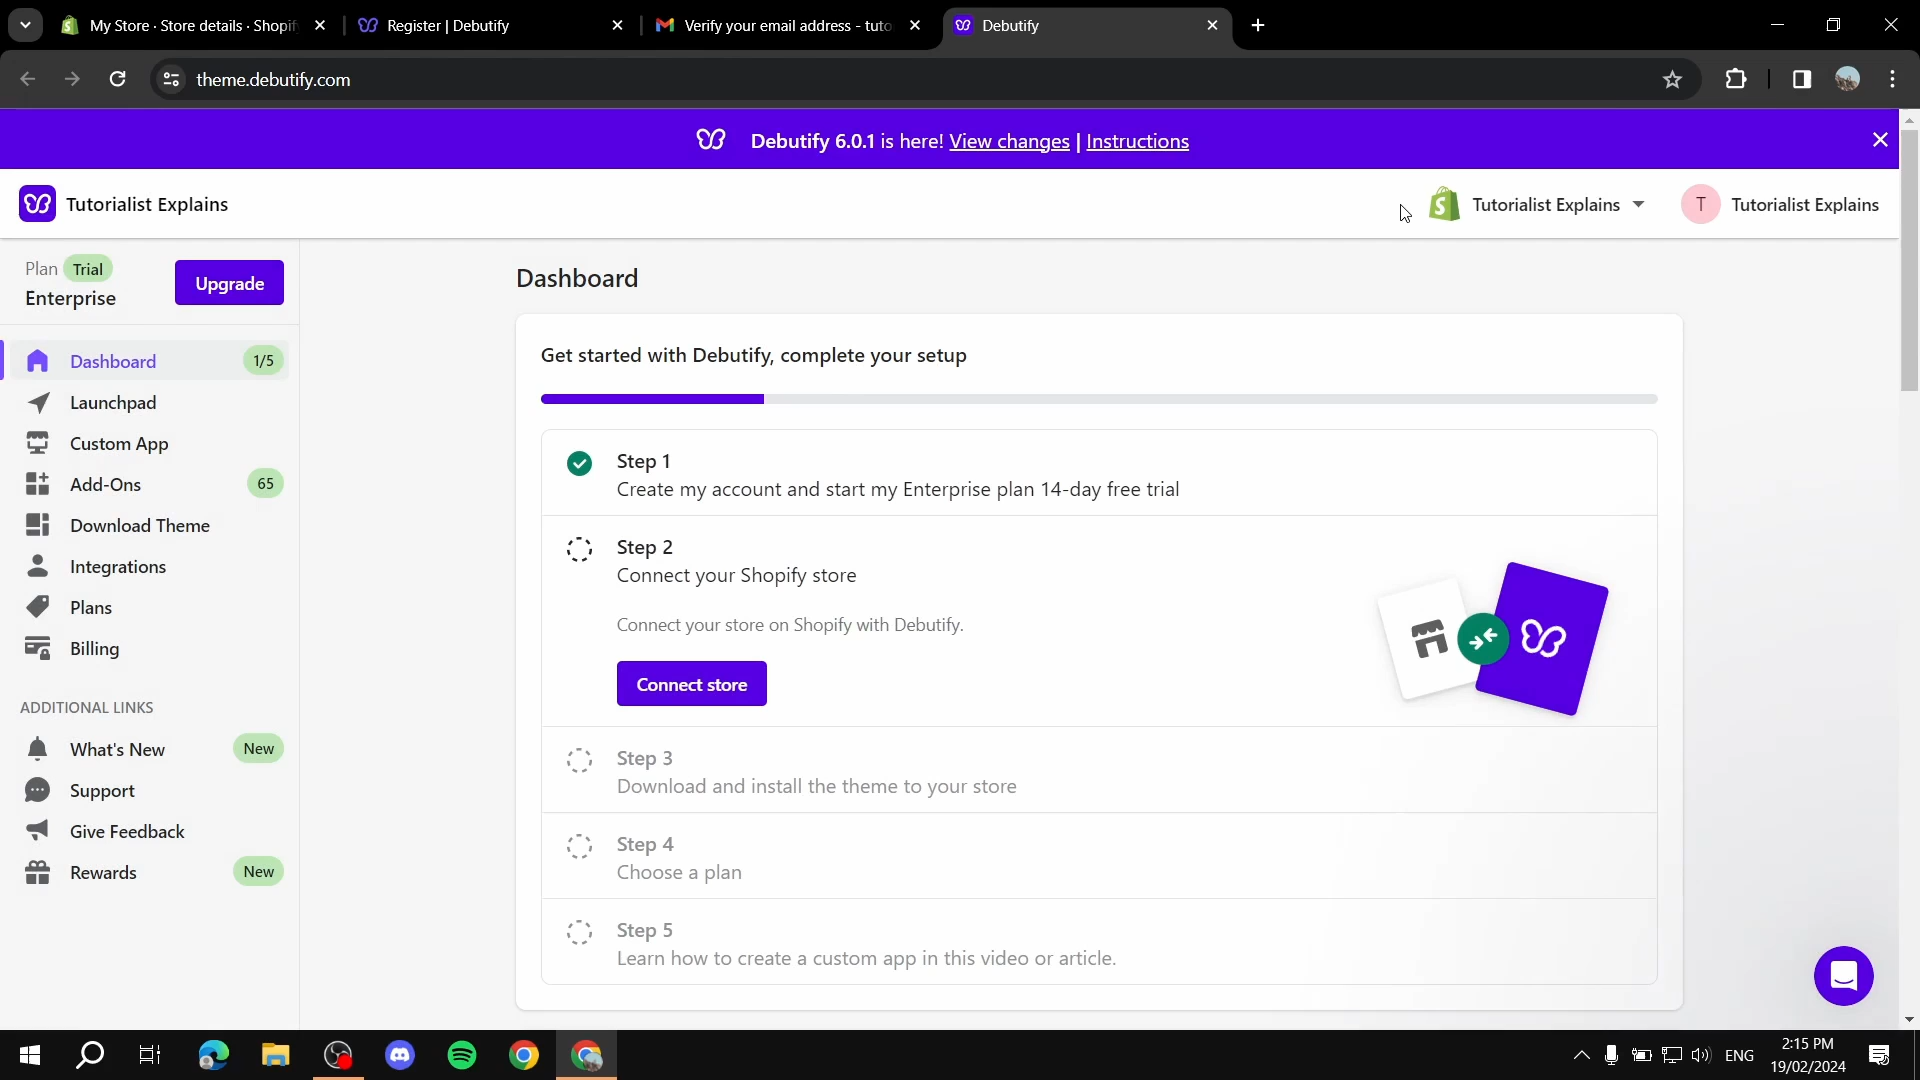 My Store · Store details · Shopif
Register | Debutify
Verify your email address - tuto
Debutify
theme.debutify.com
Debutify 6.0.1 is here! View changes | Instructions
Tutorialist Explains
Tutorialist Explains
T
Tutorialist Explains
Plan Trial
Enterprise
Upgrade
Dashboard 1/5
Launchpad
Custom App
Add-Ons 65
Download Theme
Integrations
Plans
Billing
ADDITIONAL LINKS
What's New New
Support
Give Feedback
Rewards New
Dashboard
Get started with Debutify, complete your setup
Step 1
Create my account and start my Enterprise plan 14-day free trial
Step 2
Connect your Shopify store
Connect your store on Shopify with Debutify.
Connect store
Step 3
Download and install the theme to your store
Step 4
Choose a plan
Step 5
Learn how to create a custom app in this video or article.
ENG
2:15 PM
19/02/2024